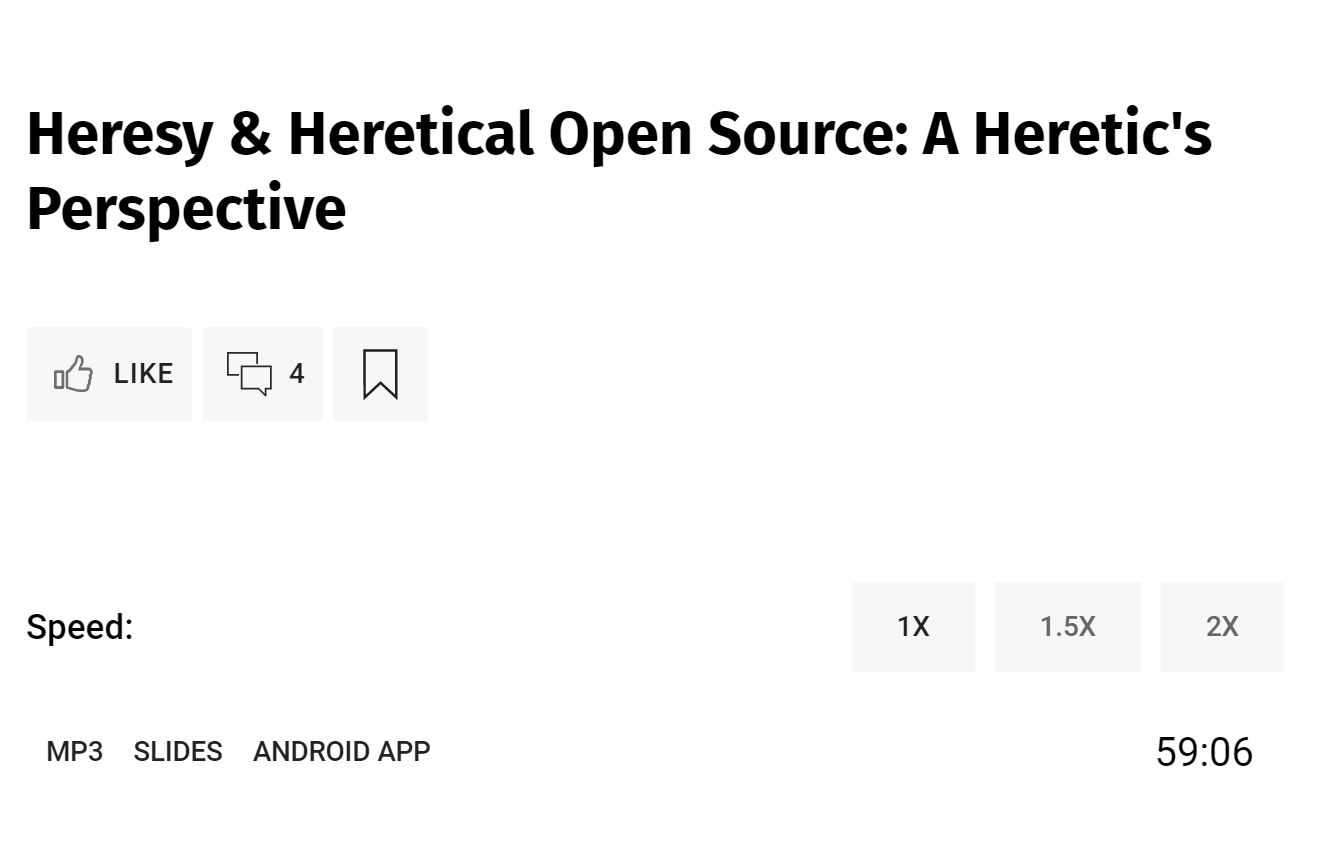 Heresy & Heretical Open Source: A Heretic's
Perspective
LIKE
4
Speed:
1X
1.5X
2X
MP3
SLIDES
ANDROID APP
59:06